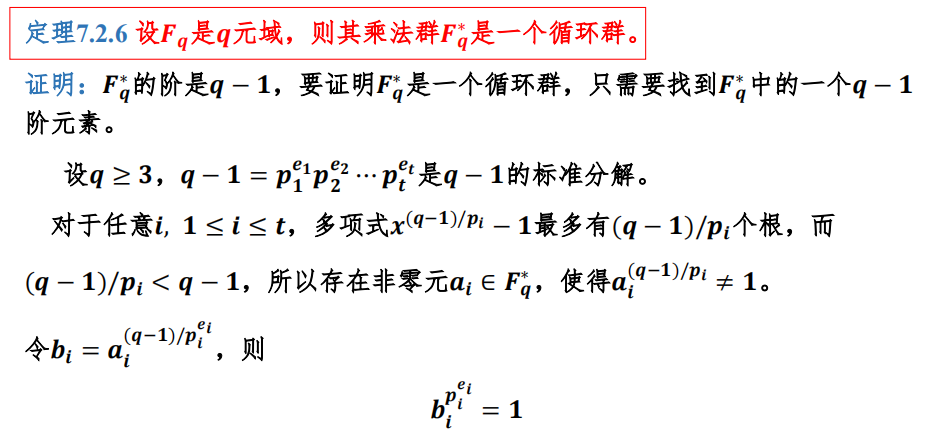 定理7.2.6 设$F_q$是$q$元域，则其乘法群$F_q^*$是一个循环群。
证明：$F_q^*$的阶是$q-1$，要证明$F_q^*$是一个循环群，只需要找到$F_q^*$中的一个$q-1$
阶元素。
设$q \geq 3$，$q-1 = p_1^{e_1} p_2^{e_2} \cdots p_t^{e_t}$是$q-1$的标准分解。
对于任意$i$, $1 \leq i \leq t$，多项式$x^{(q-1)/p_i} - 1$最多有$(q-1)/p_i$个根，而
$(q-1)/p_i < q-1$，所以存在非零元$a_i \in F_q^*$，使得$a_i^{(q-1)/p_i} \neq 1$。
令$b_i = a_i^{(q-1)/p_i^{e_i}}$，则
$b_i^{p_i^{e_i}} = 1$